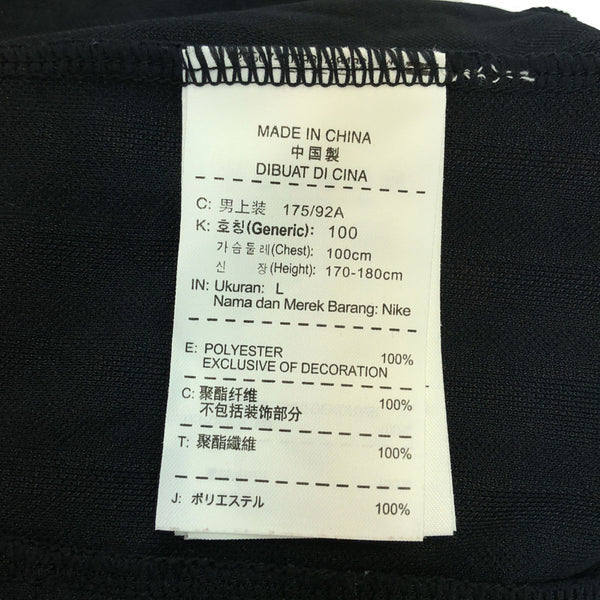 MADE IN CHINA
中国製
DIBUAT DI CINA
C: 男上装 175/92A
K: 호칭(Generic): 100
가슴둘레(Chest): 100cm
신 장(Height): 170-180cm
IN: Ukuran: L
Nama dan Merek Barang: Nike
E: POLYESTER 100%
EXCLUSIVE OF DECORATION
C: 聚酯纤维 100%
不包括装饰部分
T: 聚酯纖維 100%
J: ポリエステル 100%